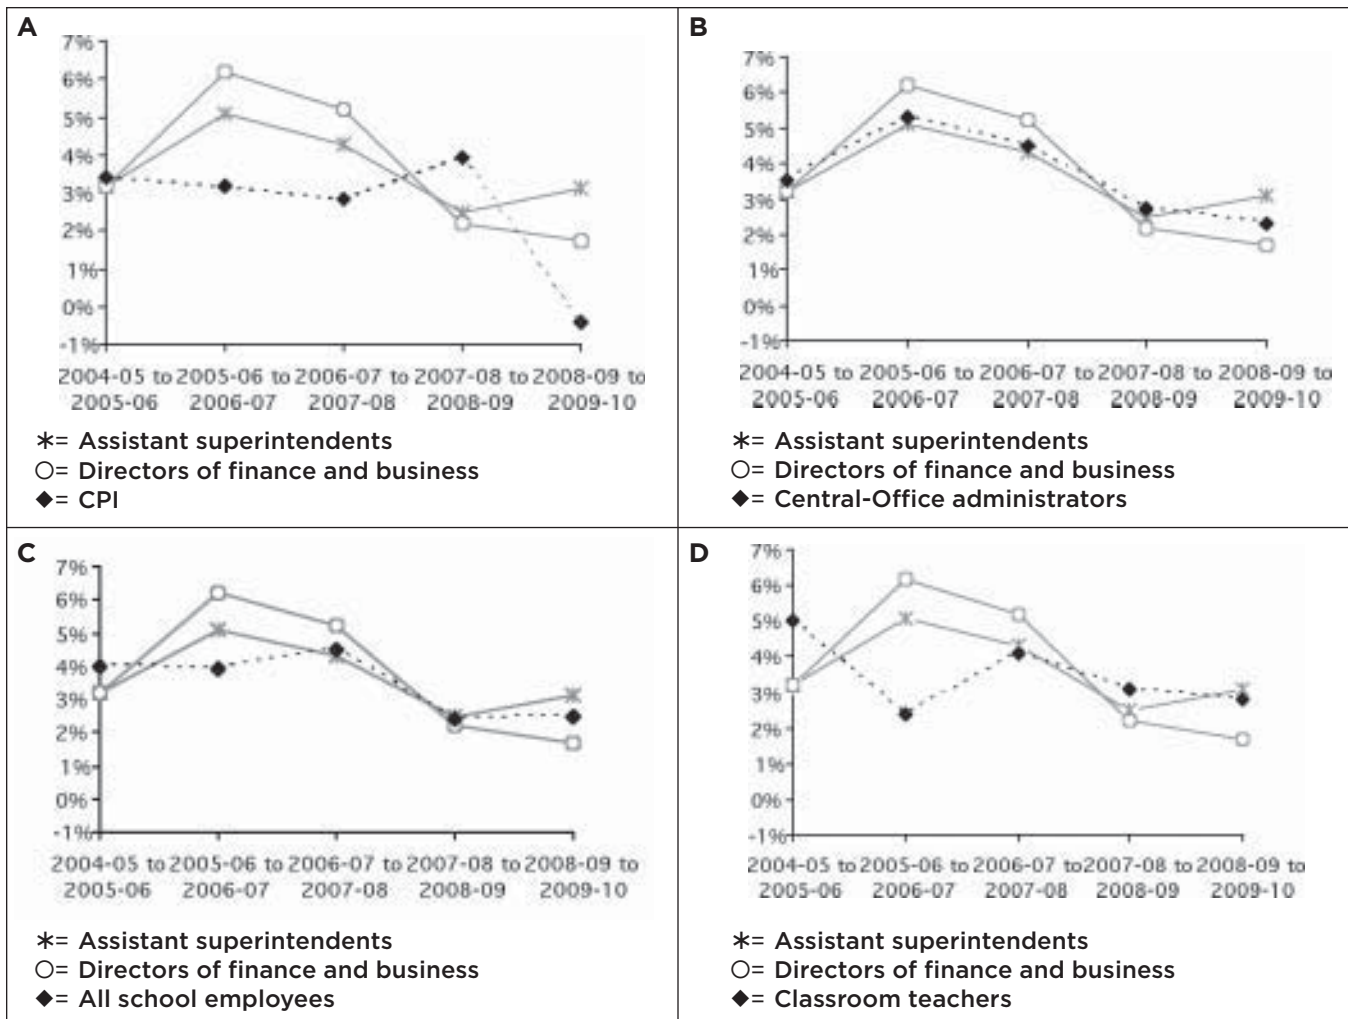 A
7%
6%
5%
4%
3%
2%
1%
0%
-1%
2004-05 to 2005-06 to 2006-07 to 2007-08 to 2008-09 to
2005-06 2006-07 2007-08 2008-09 2009-10
*= Assistant superintendents
○= Directors of finance and business
◆= CPI
B
7%
6%
5%
4%
3%
2%
1%
0%
-1%
2004-05 to 2005-06 to 2006-07 to 2007-08 to 2008-09 to
2005-06 2006-07 2007-08 2008-09 2009-10
*= Assistant superintendents
○= Directors of finance and business
◆= Central-Office administrators
C
7%
6%
5%
4%
3%
2%
1%
0%
-1%
2004-05 to 2005-06 to 2006-07 to 2007-08 to 2008-09 to
2005-06 2006-07 2007-08 2008-09 2009-10
*= Assistant superintendents
○= Directors of finance and business
◆= All school employees
D
7%
6%
5%
4%
3%
2%
1%
0%
-1%
2004-05 to 2005-06 to 2006-07 to 2007-08 to 2008-09 to
2005-06 2006-07 2007-08 2008-09 2009-10
*= Assistant superintendents
○= Directors of finance and business
◆= Classroom teachers